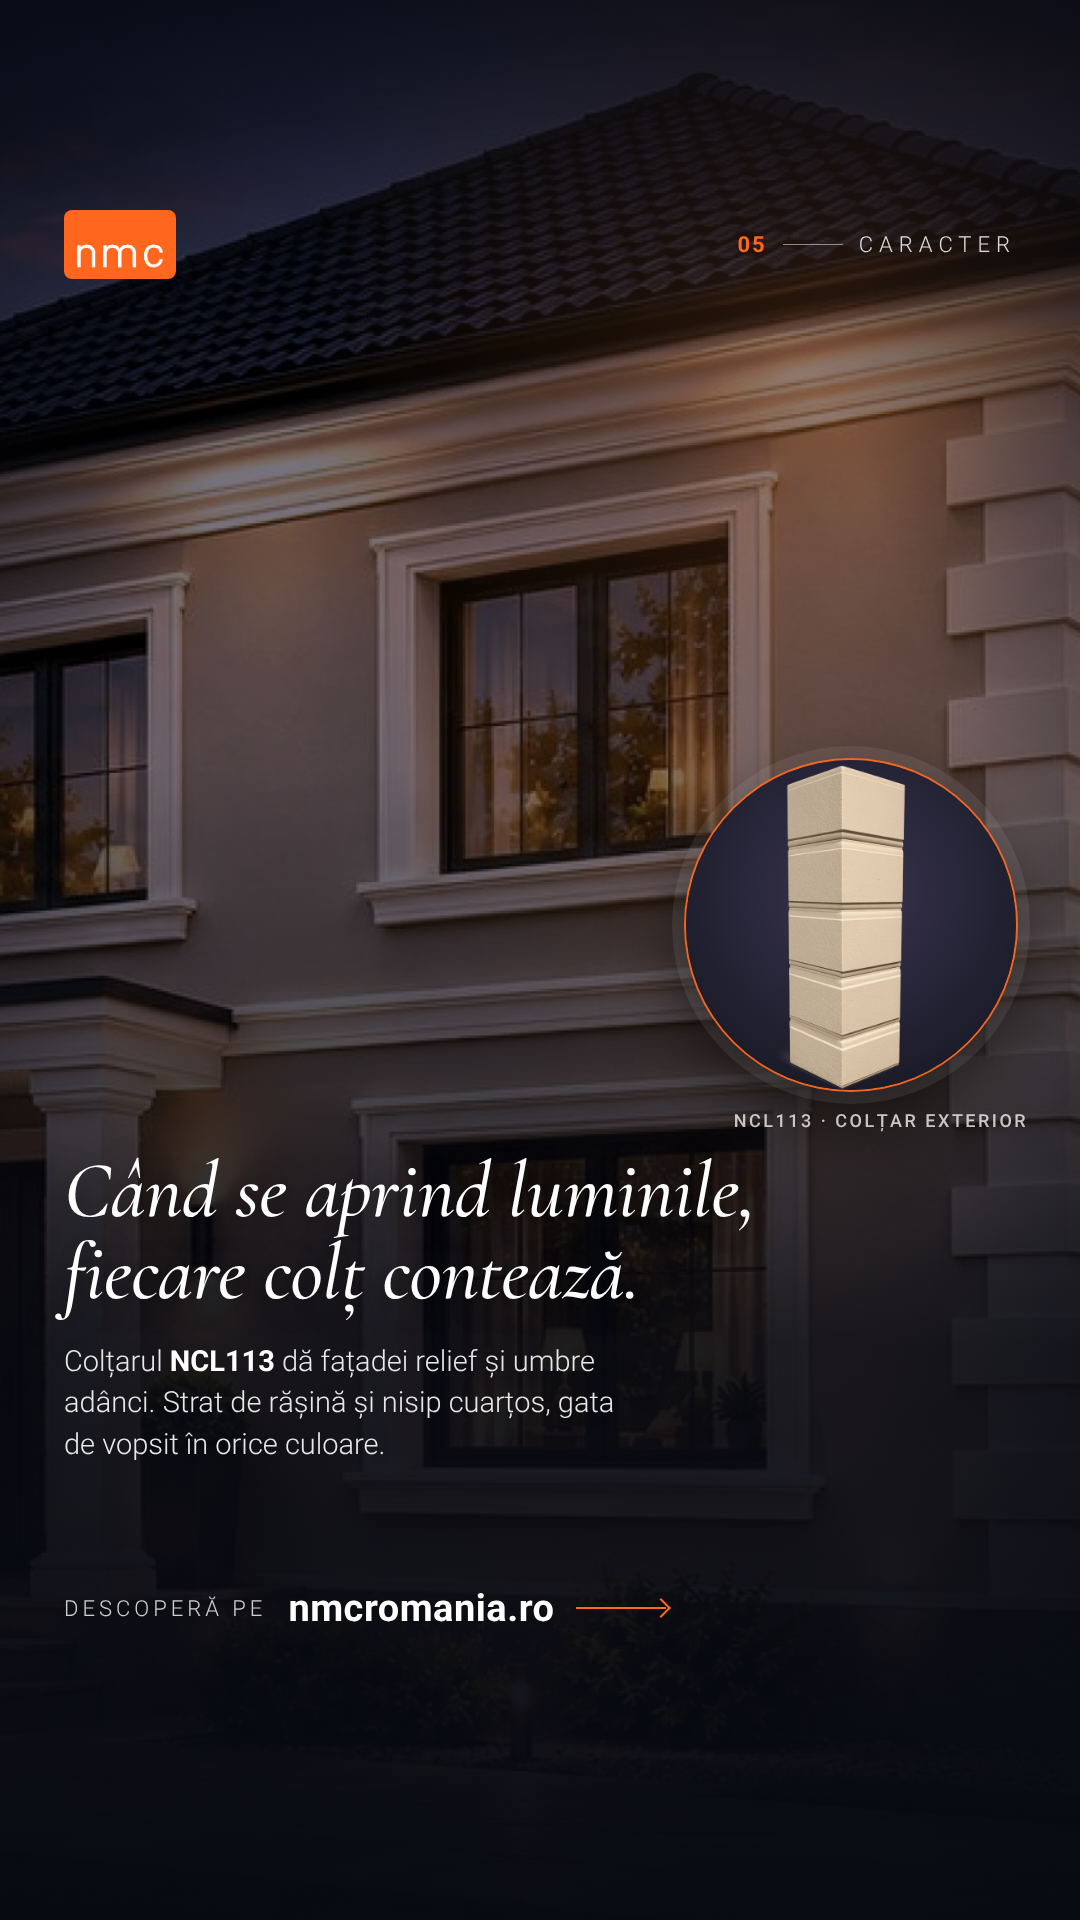 nmc
05 CARACTER
NCL113 · COLȚAR EXTERIOR
Când se aprind luminile,
fiecare colț contează.
Colțarul NCL113 dă fațadei relief și umbre
adânci. Strat de rășină și nisip cuarțos, gata
de vopsit în orice culoare.
DESCOPERĂ PE nmcromania.ro